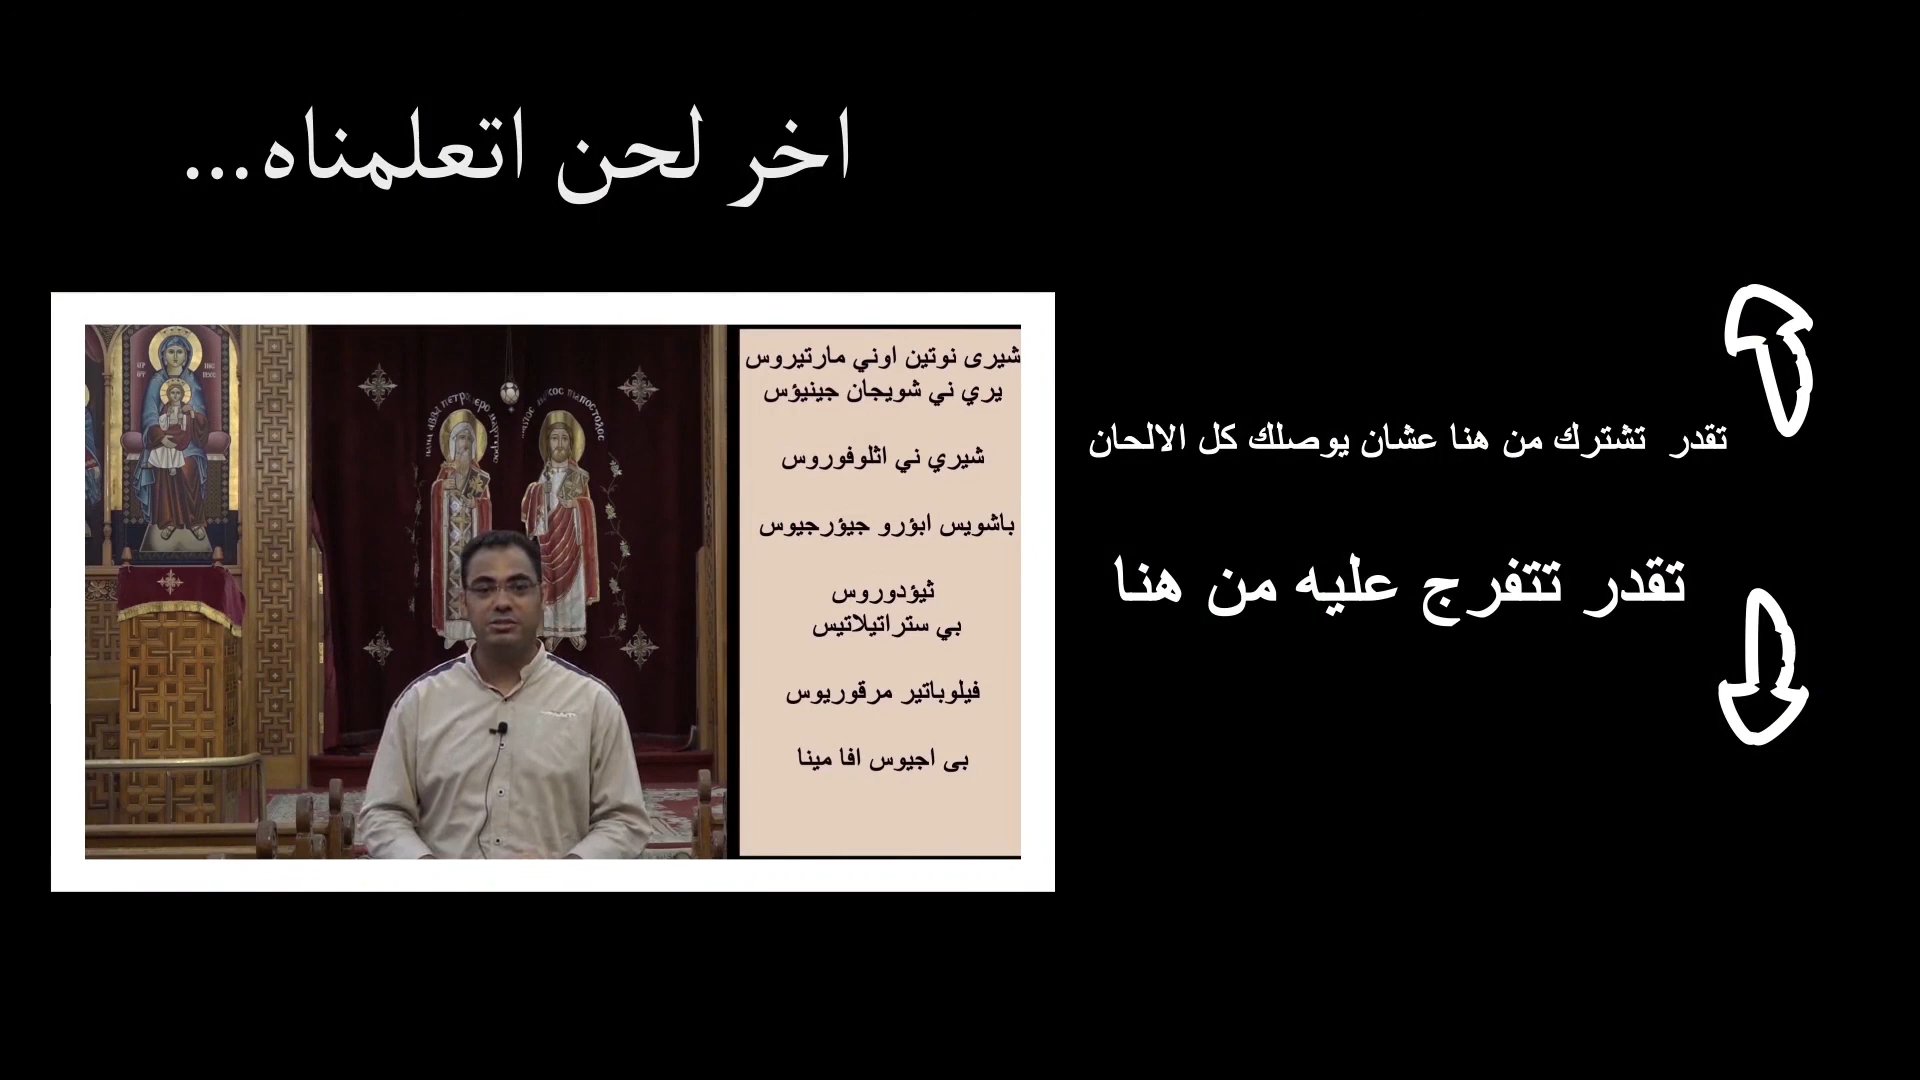 اخر لحن اتعلمناه...
تقدر تشترك من هنا عشان يوصلك كل الالحان
تقدر تتفرج عليه من هنا
شيرى نوتين اوني مارتيروس
يري ني شويجان جينيؤس
شيري ني اثلوفوروس
باشويس ابؤرو جيؤرجيوس
ثيؤدوروس
بي ستراتيلاتيس
فيلوباتير مرقوريوس
بى اجيوس افا مينا